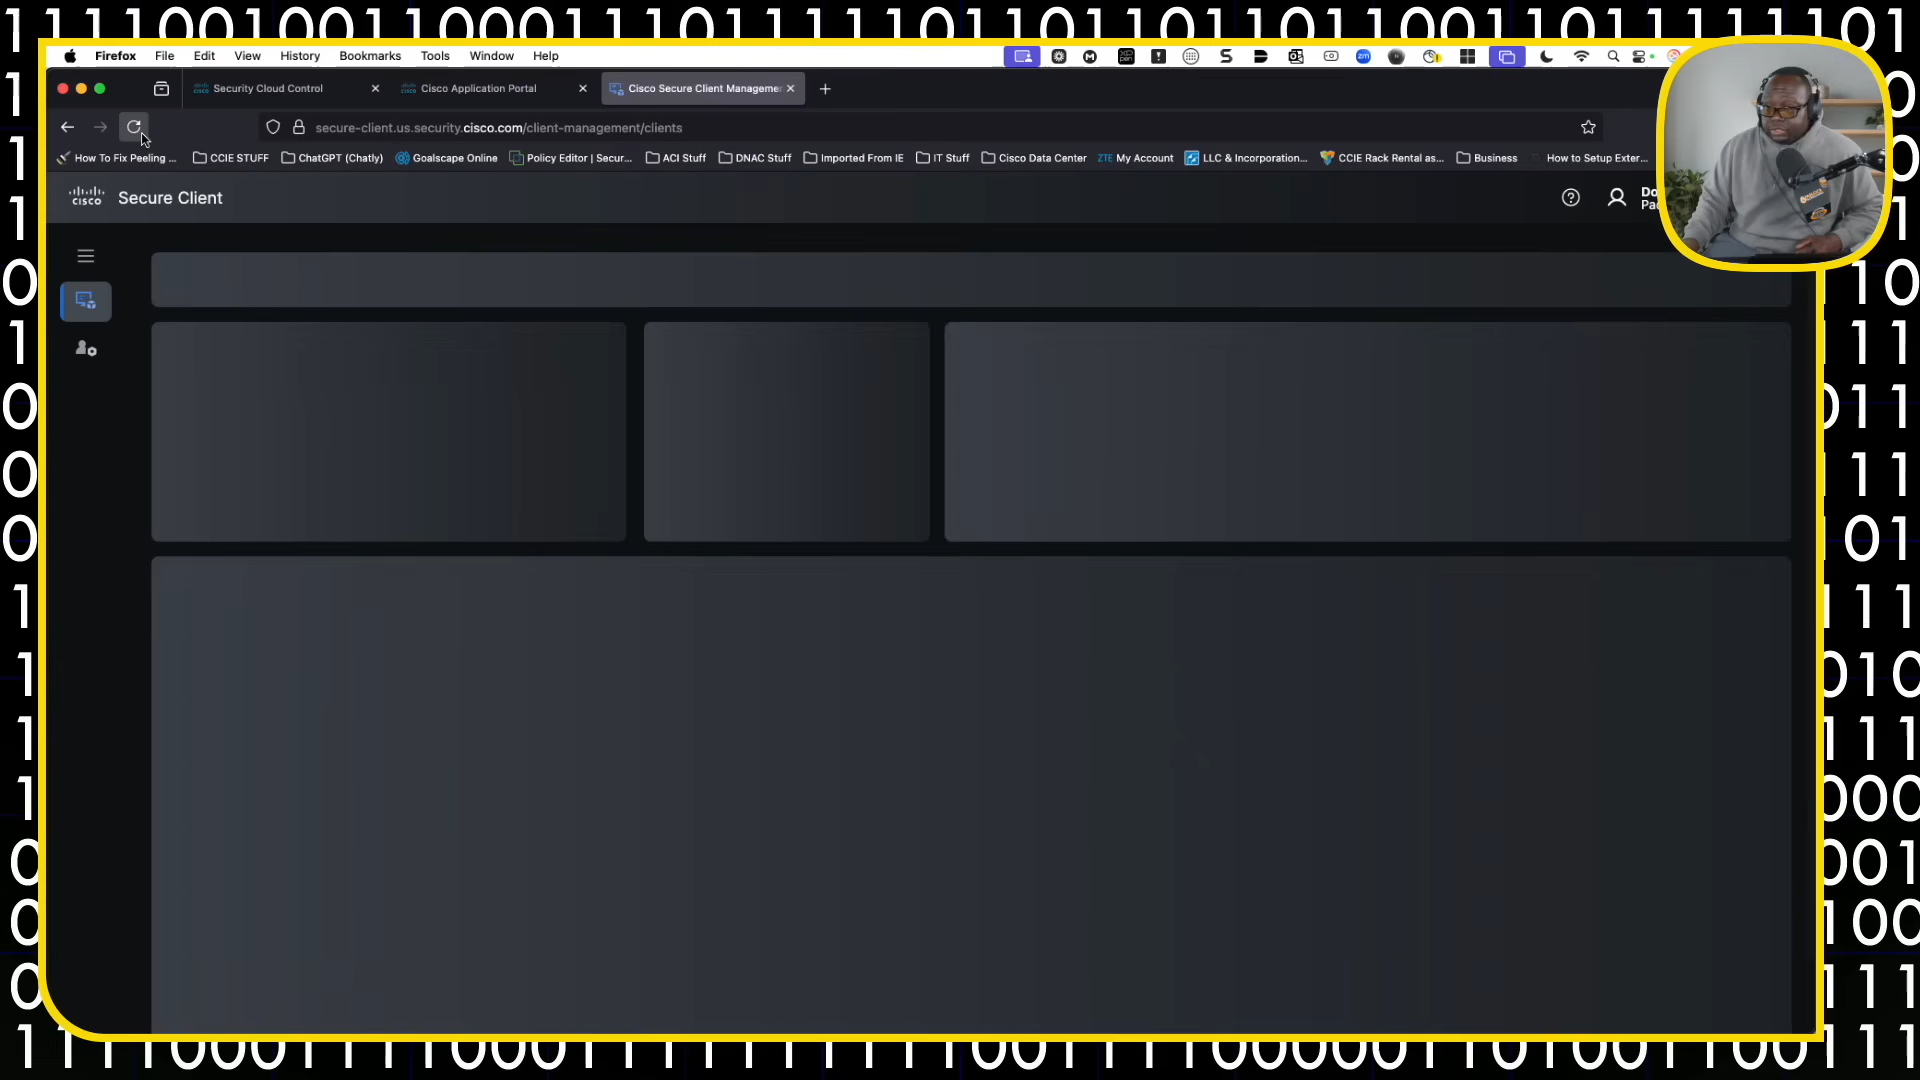 Firefox File Edit View History Bookmarks Tools Window Help
Security Cloud Control
Cisco Application Portal
Cisco Secure Client Manageme
secure-client.us.security.cisco.com/client-management/clients
How To Fix Peeling ...
CCIE STUFF
ChatGPT (Chatly)
Goalscape Online
Policy Editor | Secur...
ACI Stuff
DNAC Stuff
Imported From IE
IT Stuff
Cisco Data Center
ZTE My Account
LLC & Incorporation...
CCIE Rack Rental as...
Business
How to Setup Exter...
cisco Secure Client